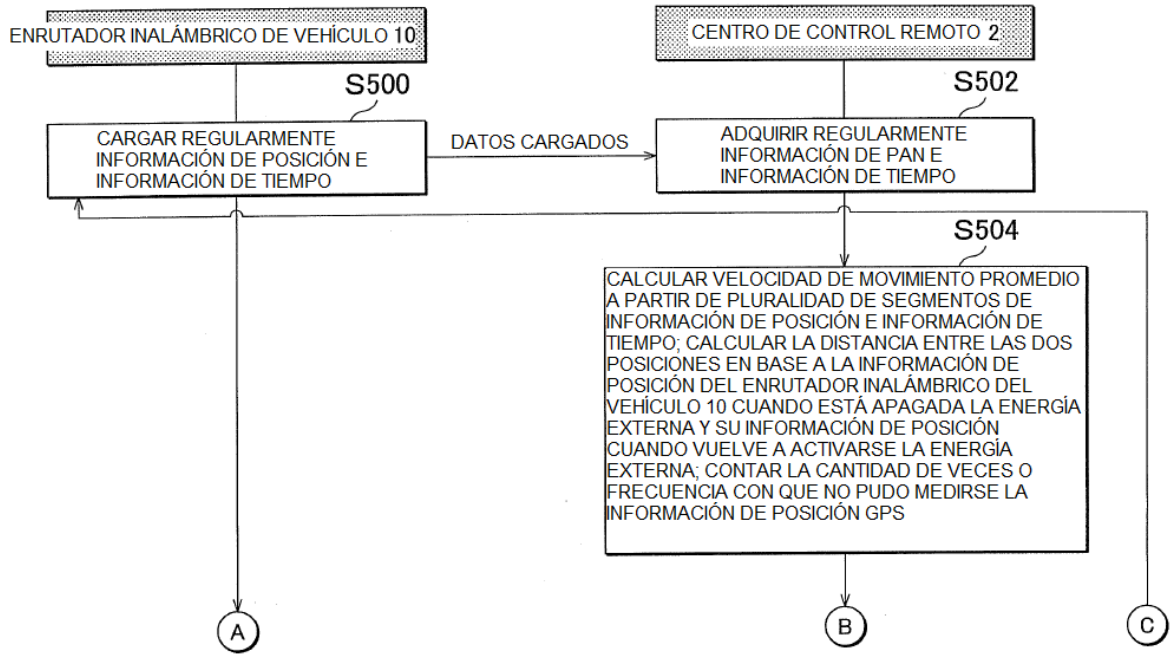 ENRUTADOR INALÁMBRICO DE VEHÍCULO 10
CENTRO DE CONTROL REMOTO 2
S500
S502
CARGAR REGULARMENTE
INFORMACIÓN DE POSICIÓN E
INFORMACIÓN DE TIEMPO
DATOS CARGADOS
ADQUIRIR REGULARMENTE
INFORMACIÓN DE PAN E
INFORMACIÓN DE TIEMPO
S504
CALCULAR VELOCIDAD DE MOVIMIENTO PROMEDIO
A PARTIR DE PLURALIDAD DE SEGMENTOS DE
INFORMACIÓN DE POSICIÓN E INFORMACIÓN DE
TIEMPO; CALCULAR LA DISTANCIA ENTRE LAS DOS
POSICIONES EN BASE A LA INFORMACIÓN DE
POSICIÓN DEL ENRUTADOR INALÁMBRICO DEL
VEHÍCULO 10 CUANDO ESTÁ APAGADA LA ENERGÍA
EXTERNA Y SU INFORMACIÓN DE POSICIÓN
CUANDO VUELVE A ACTIVARSE LA ENERGÍA
EXTERNA; CONTAR LA CANTIDAD DE VECES O
FRECUENCIA CON QUE NO PUDO MEDIRSE LA
INFORMACIÓN DE POSICIÓN GPS
A
B
C